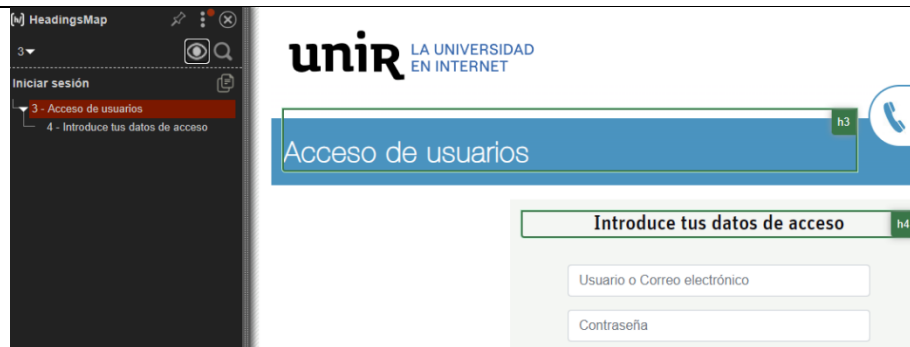 [h] HeadingsMap
3
Iniciar sesión
3 - Acceso de usuarios
4 - Introduce tus datos de acceso
unir LA UNIVERSIDAD
EN INTERNET
h3
Acceso de usuarios
Introduce tus datos de acceso
h4
Usuario o Correo electrónico
Contraseña